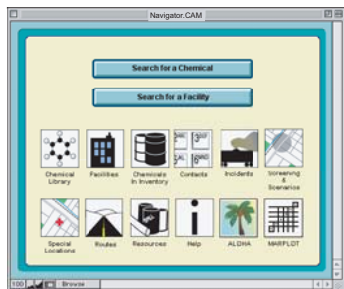 Navigator.CAM
Search for a Chemical
Search for a Facility
Chemical Library
Facilities
Chemicals In Inventory
Contacts
Incidents
Screening & Scenarios
Special Locations
Routes
Resources
Help
ALOHA
MARPLOT
100
Browse